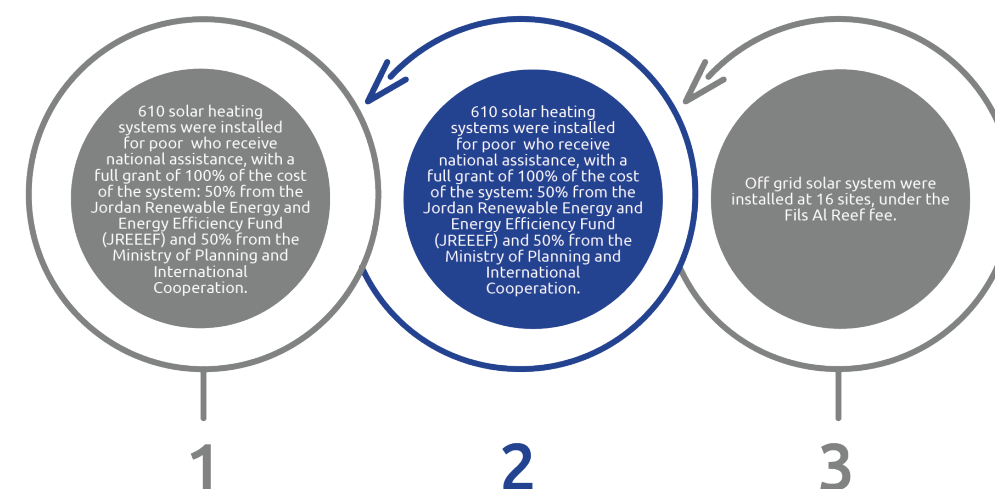 610 solar heating
systems were installed
for poor  who receive
national assistance, with a
full grant of 100% of the cost
of the system: 50% from the
Jordan Renewable Energy and
Energy Efficiency Fund
(JREEEF) and 50% from the
Ministry of Planning and
International
Cooperation.
610 solar heating
systems were installed
for poor  who receive
national assistance, with a
full grant of 100% of the cost
of the system: 50% from the
Jordan Renewable Energy and
Energy Efficiency Fund
(JREEEF) and 50% from the
Ministry of Planning and
International
Cooperation.
Off grid solar system were
installed at 16 sites, under the
Fils Al Reef fee.
1
2
3